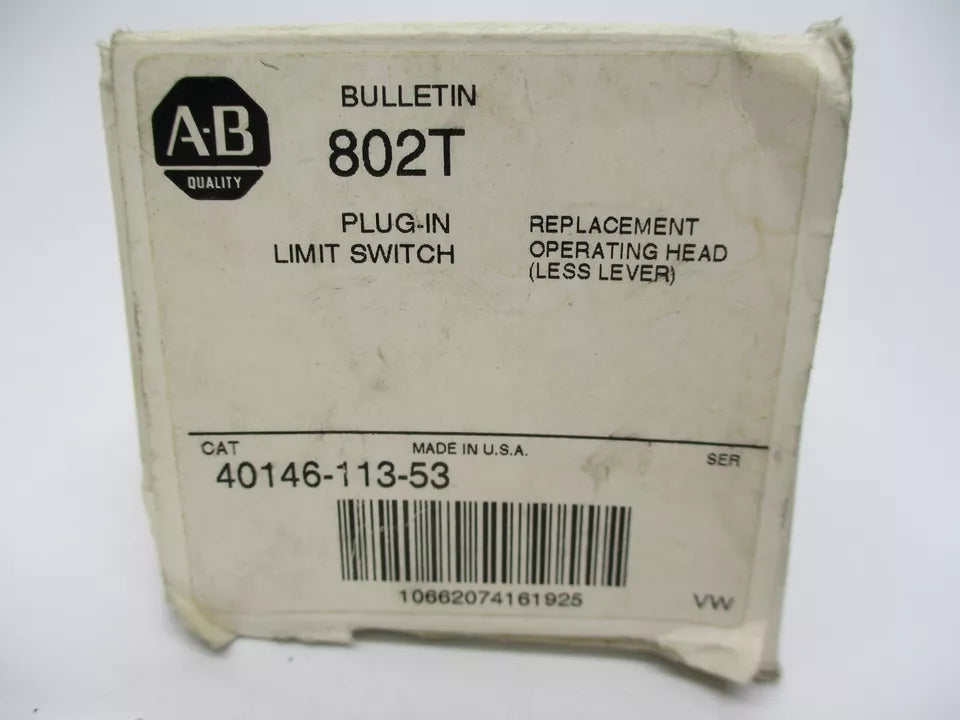 A-B
QUALITY
BULLETIN
802T
PLUG-IN
LIMIT SWITCH
REPLACEMENT
OPERATING HEAD
(LESS LEVER)
CAT
MADE IN U.S.A.
SER
40146-113-53
10662074161925
VW